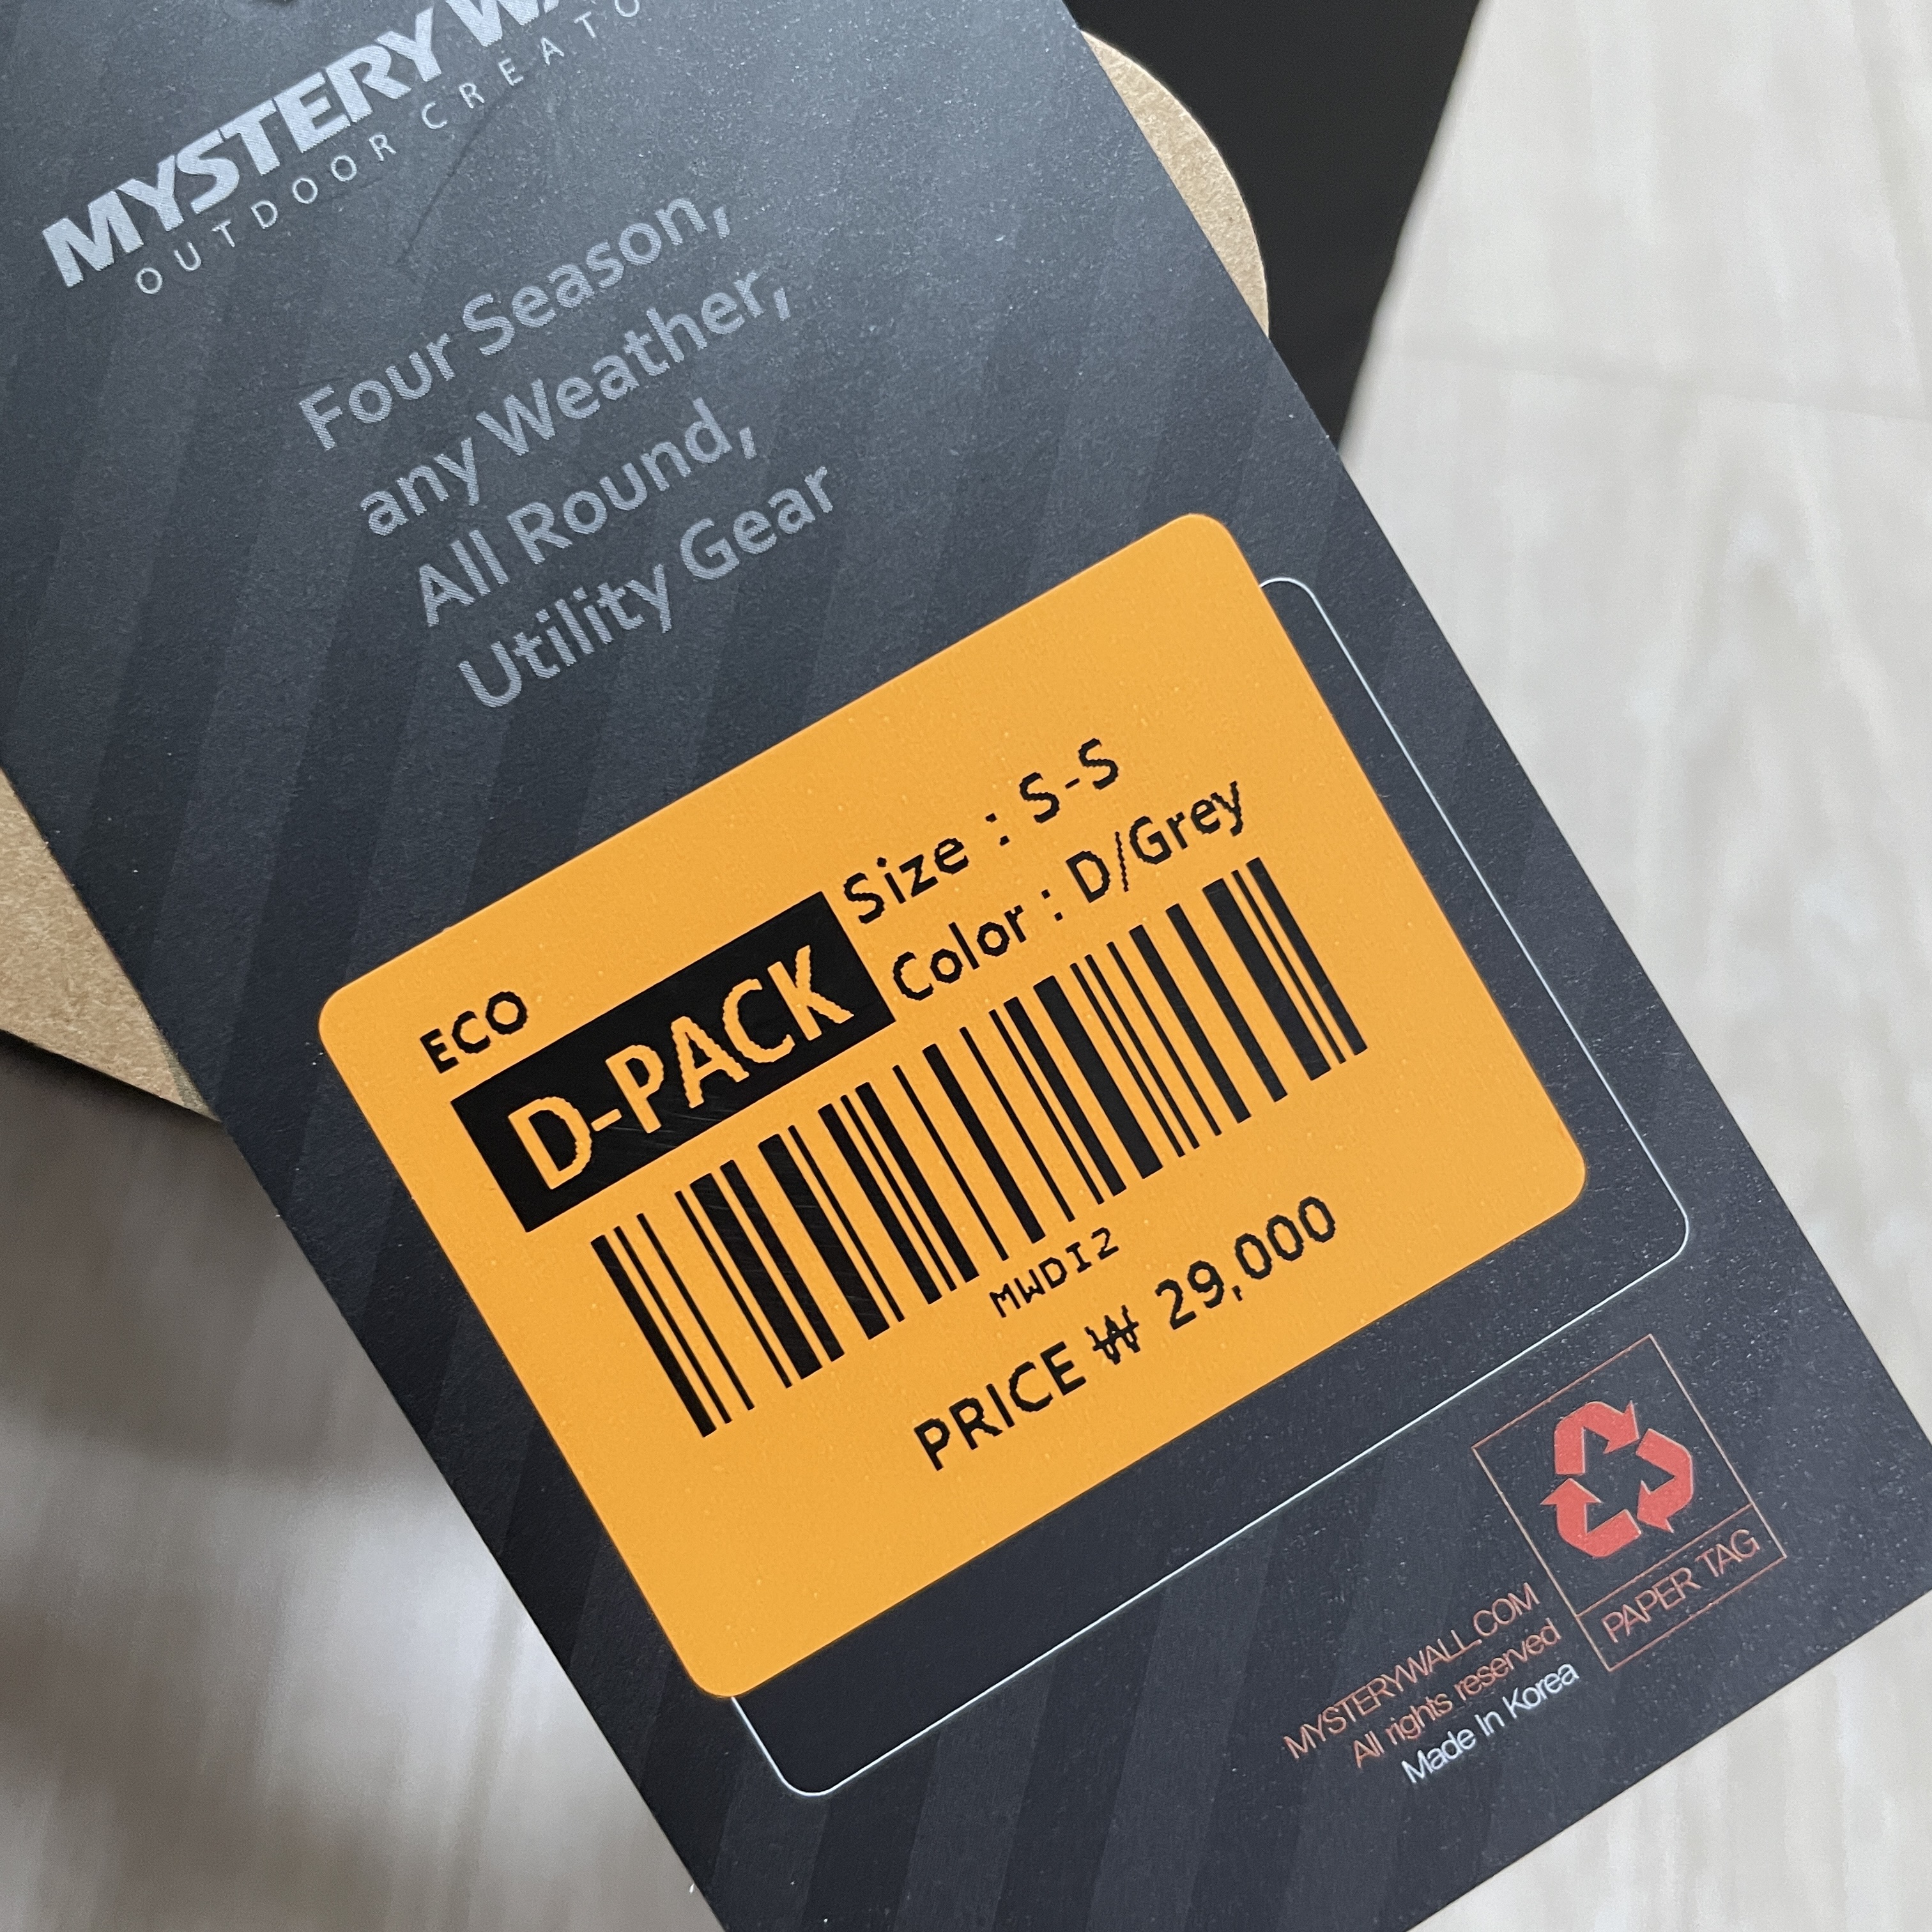 MYSTERY WA
OUTDOOR CREATO
Four Season,
any Weather,
All Round,
Utility Gear
ECO
D-PACK
Size : S-S
Color : D/Grey
MWDI2
PRICE ₩ 29,000
PAPER TAG
MYSTERYWALL.COM
All rights reserved
Made In Korea